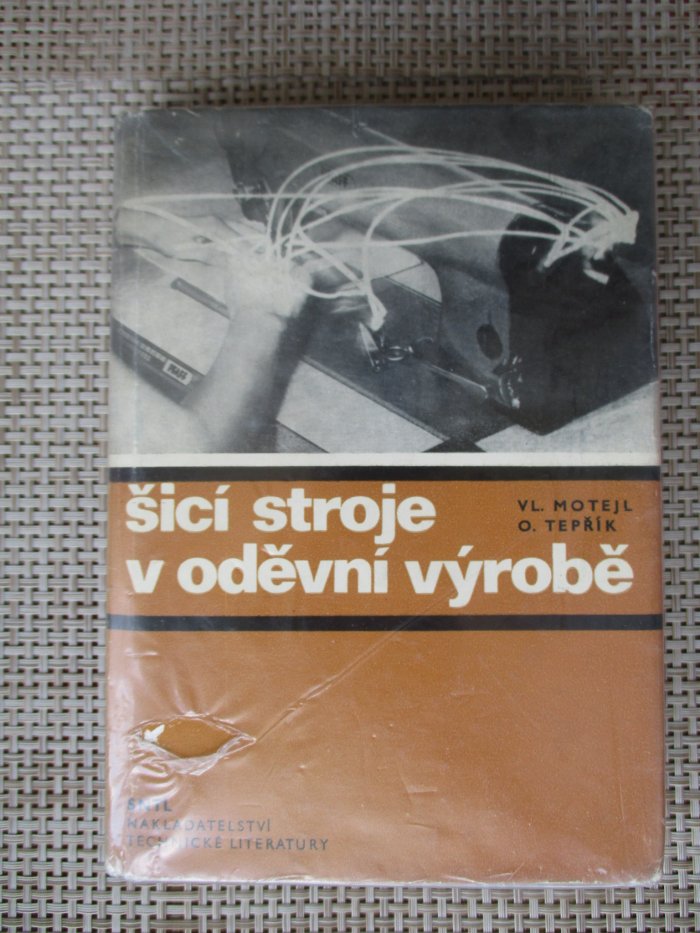 šicí stroje
v oděvní výrobě
VL. MOTEJL
O. TEPŘÍK
SNTL
NAKLADATELSTVÍ
TECHNICKÉ LITERATURY